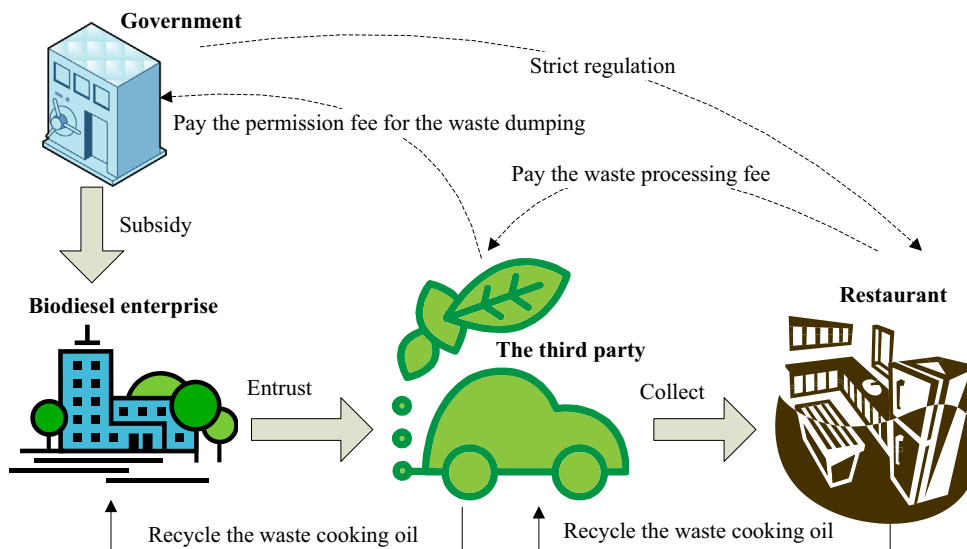 Government
Strict regulation
Pay the permission fee for the waste dumping
Pay the waste processing fee
Subsidy
Biodiesel enterprise
Restaurant
The third party
Entrust
Collect
Recycle the waste cooking oil
Recycle the waste cooking oil